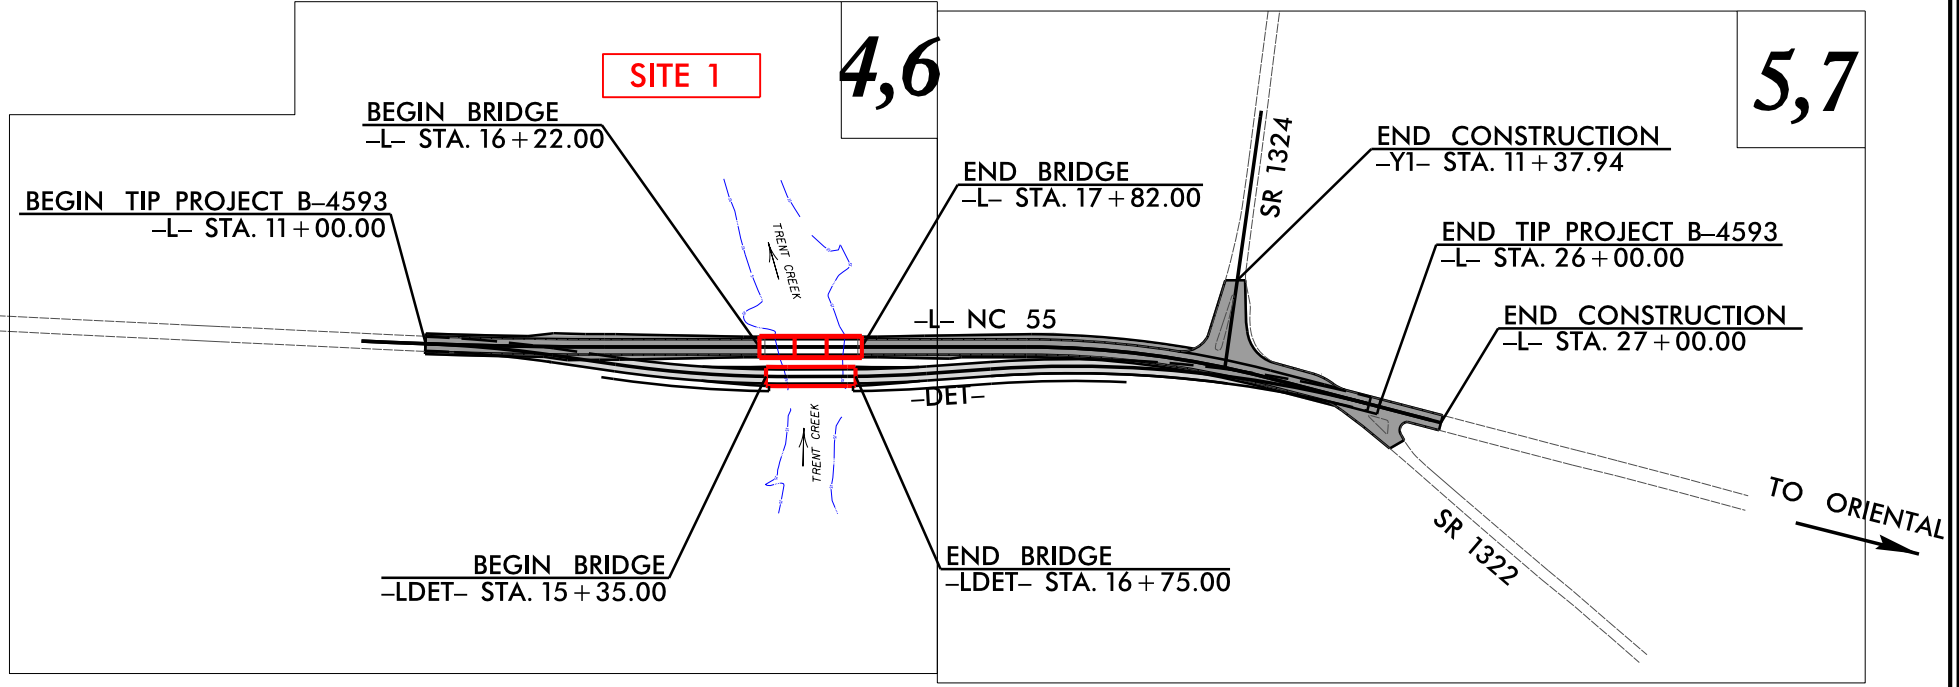 SITE 1
4,6
5,7
BEGIN BRIDGE
-L- STA. 16+22.00
BEGIN TIP PROJECT B-4593
-L- STA. 11+00.00
END BRIDGE
-L- STA. 17+82.00
SR 1324
END CONSTRUCTION
-Y1- STA. 11+37.94
END TIP PROJECT B-4593
-L- STA. 26+00.00
END CONSTRUCTION
-L- STA. 27+00.00
TRENT CREEK
-L- NC 55
-DET-
TRENT CREEK
BEGIN BRIDGE
-LDET- STA. 15+35.00
END BRIDGE
-LDET- STA. 16+75.00
SR 1322
TO ORIENTAL